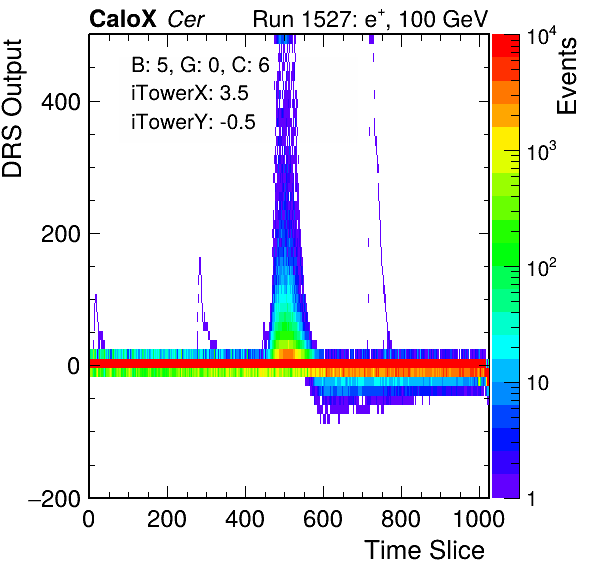 CaloX Cer Run 1527: e⁺, 100 GeV
B: 5, G: 0, C: 6
iTowerX: 3.5
iTowerY: -0.5
DRS Output
400
200
0
−200
0 200 400 600 800 1000
Time Slice
Events
10⁴
10³
10²
10
1